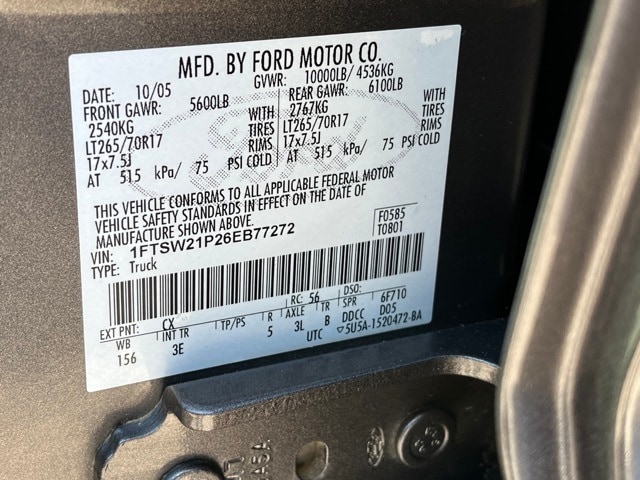 MFD. BY FORD MOTOR CO.
DATE: 10/05 GVWR: 10000LB/ 4536KG
FRONT GAWR: 5600LB REAR GAWR: 6100LB
2540KG WITH 2767KG WITH
LT265/70R17 TIRES LT265/70R17 TIRES
17x7.5J RIMS 17x7.5J RIMS
AT 515 kPa/ 75 PSI COLD AT 515 kPa/ 75 PSI COLD
THIS VEHICLE CONFORMS TO ALL APPLICABLE FEDERAL MOTOR
VEHICLE SAFETY STANDARDS IN EFFECT ON THE DATE OF
MANUFACTURE SHOWN ABOVE.
VIN: 1FTSW21P26EB77272 F0585
TYPE: Truck T0801
RC: 56 DSO:
EXT PNT: CX 6F710
WB INT TR TP/PS R AXLE TR SPR D05
156 3E 5 3L B DDCC
UTC ▽5U5A-1520472-BA